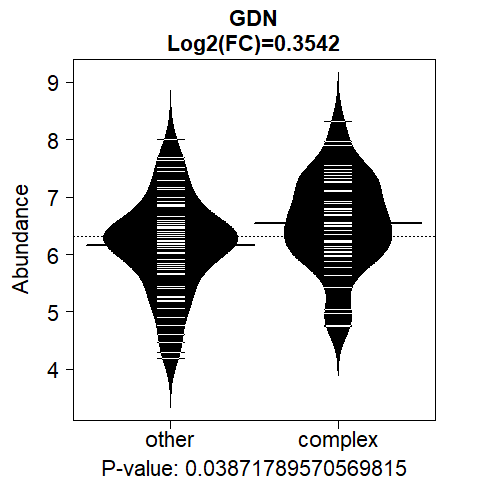 GDN
Log2(FC)=0.3542
9
8
7
6
5
4
Abundance
other complex
P-value: 0.03871789570569815